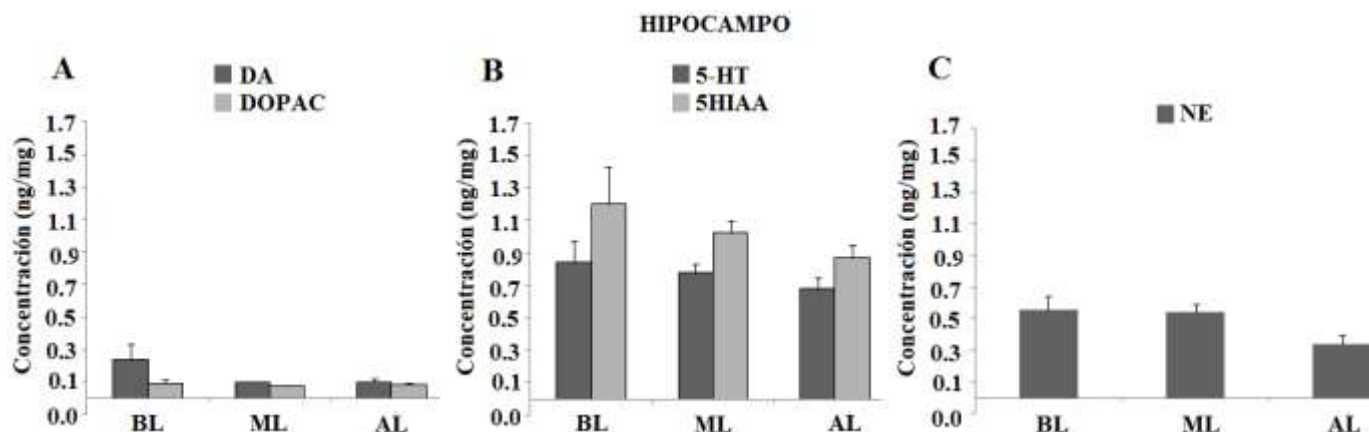 HIPOCAMPO
A
DA
DOPAC
Concentración (ng/mg)
1.7
1.5
1.3
1.1
0.9
0.7
0.5
0.3
0.1
0.0
BL ML AL
B
5-HT
5HIAA
Concentración (ng/mg)
1.7
1.5
1.3
1.1
0.9
0.7
0.5
0.3
0.1
0.0
BL ML AL
C
NE
Concentración (ng/mg)
1.7
1.5
1.3
1.1
0.9
0.7
0.5
0.3
0.1
0.0
BL ML AL